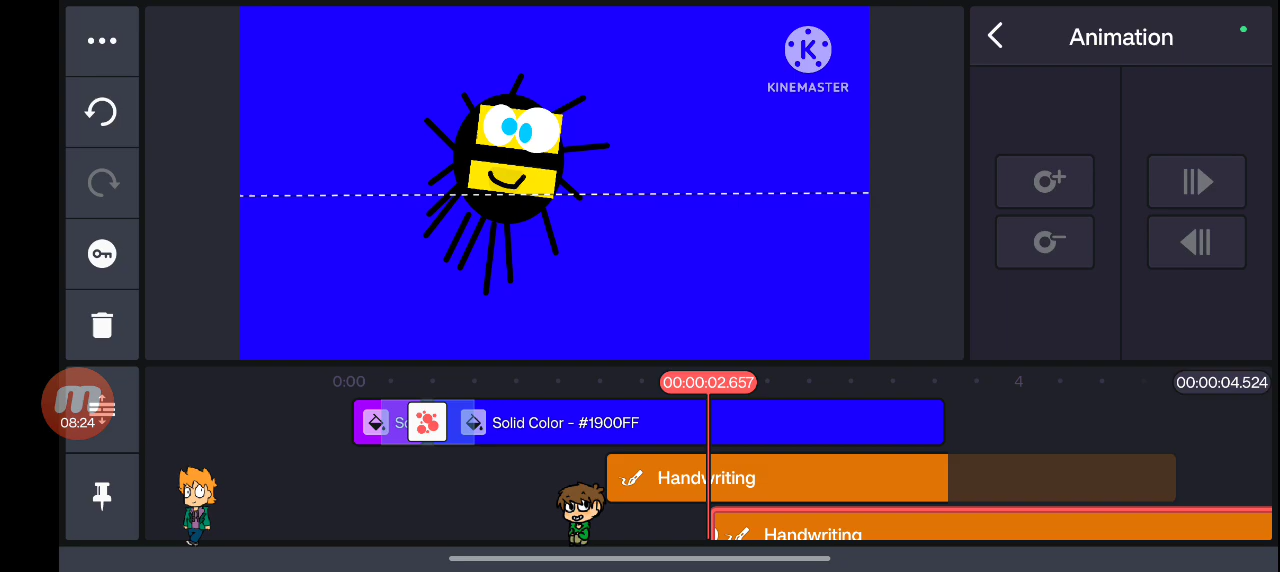 Animation
K
KINEMASTER
0:00
00:00:02.657
4
00:00:04.524
M
08:24
So
Solid Color - #1900FF
Handwriting
Handwriting